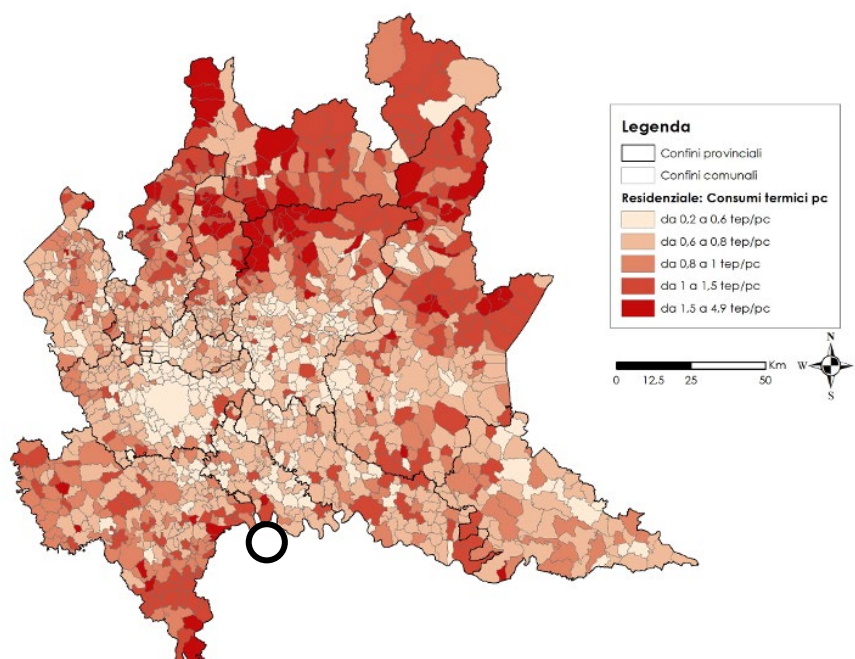 Legenda
Confini provinciali
Confini comunali
Residenziale: Consumi termici pc
da 0,2 a 0,6 tep/pc
da 0,6 a 0,8 tep/pc
da 0,8 a 1 tep/pc
da 1 a 1,5 tep/pc
da 1,5 a 4,9 tep/pc
N
W E
S
Km
0 12,5 25 50